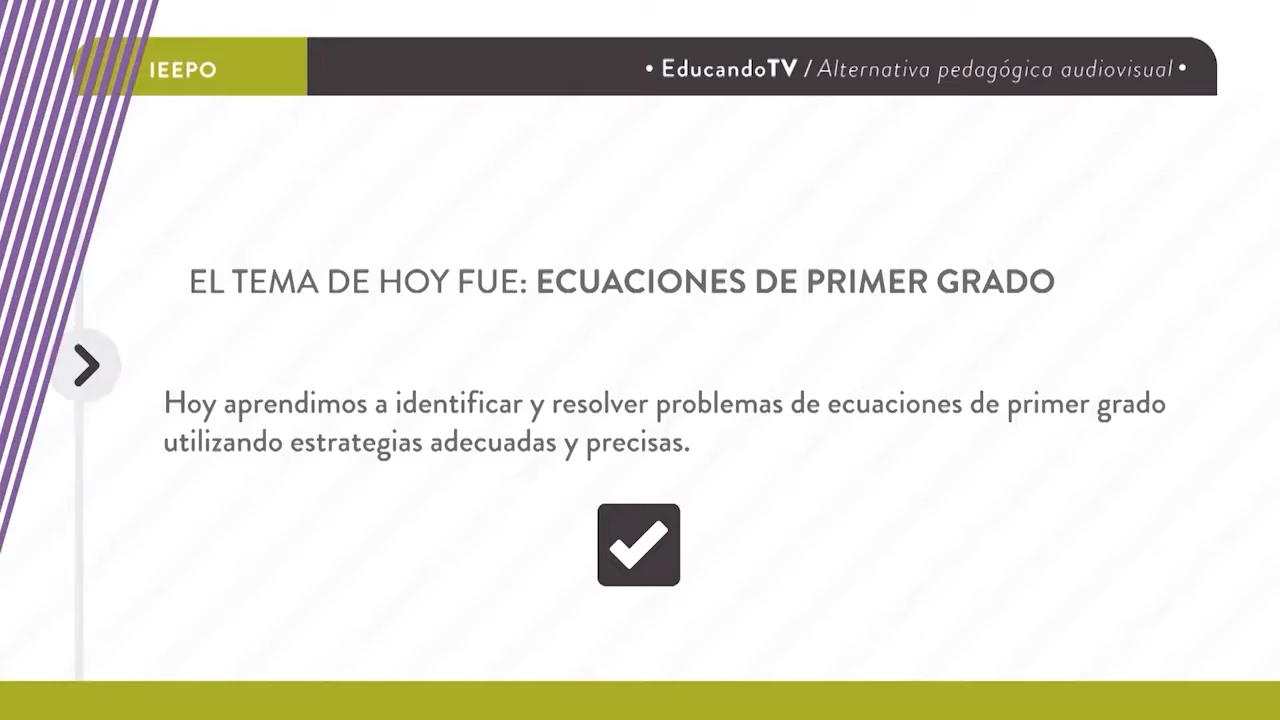 IEEPO
• EducandoTV / Alternativa pedagógica audiovisual •
EL TEMA DE HOY FUE: ECUACIONES DE PRIMER GRADO
Hoy aprendimos a identificar y resolver problemas de ecuaciones de primer grado
utilizando estrategias adecuadas y precisas.